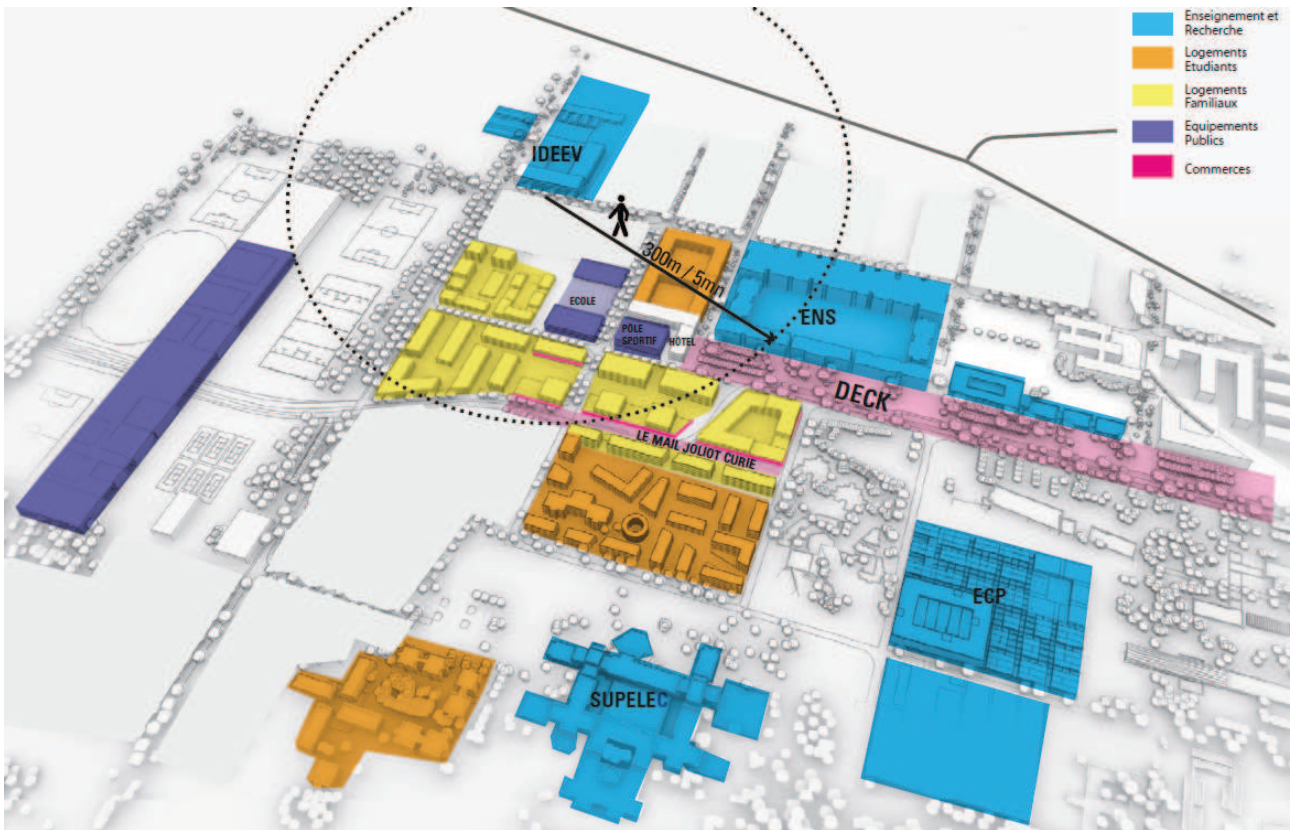 Enseignement et
Recherche
Logements
Etudiants
Logements
Familiaux
Equipements
Publics
Commerces
IDEEV
300m / 5mn
ECOLE
ENS
PÔLE
SPORTIF
HÔTEL
DECK
LE MAIL JOLIOT CURIE
ECP
SUPELEC